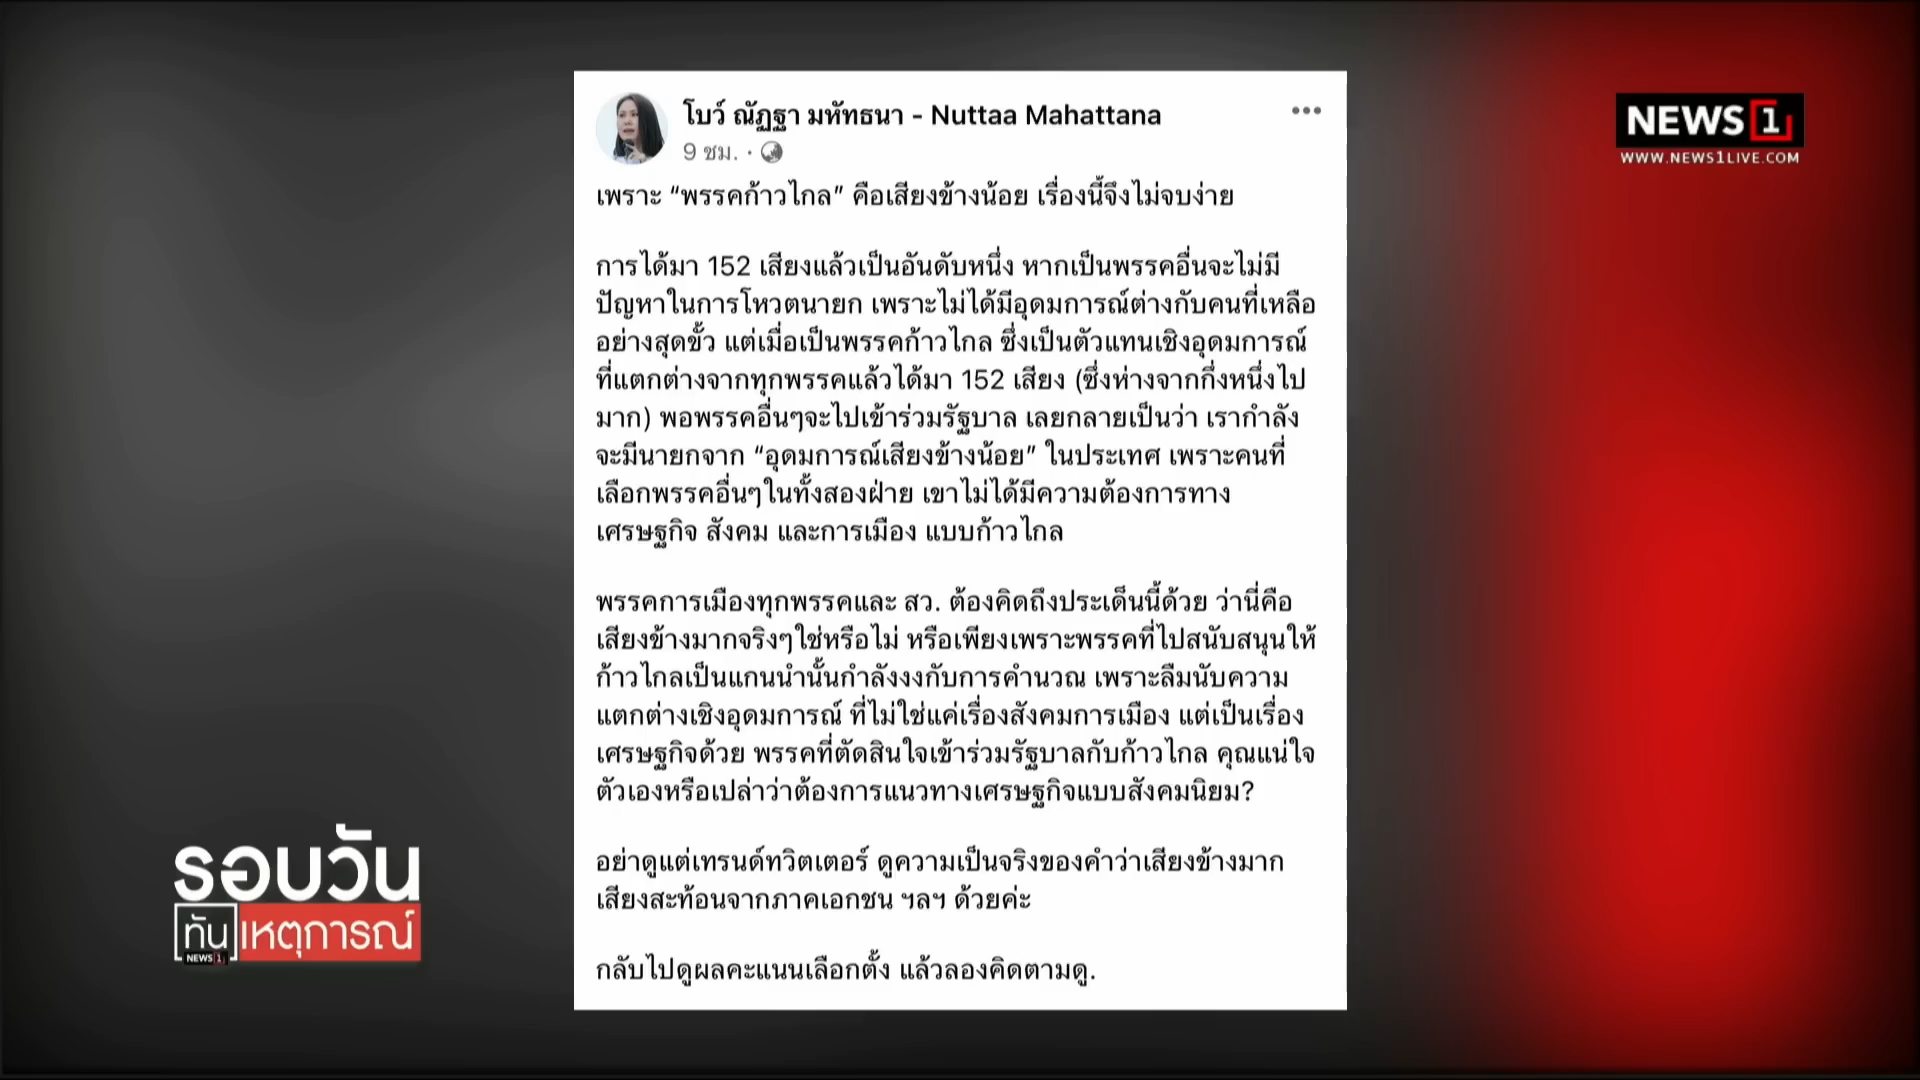 โบว์ ณัฏฐา มหัทธนา - Nuttaa Mahattana
9 ชม. ·
เพราะ “พรรคก้าวไกล” คือเสียงข้างน้อย เรื่องนี้จึงไม่จบง่าย
การได้มา 152 เสียงแล้วเป็นอันดับหนึ่ง หากเป็นพรรคอื่นจะไม่มี
ปัญหาในการโหวตนายก เพราะไม่ได้มีอุดมการณ์ต่างกับคนที่เหลือ
อย่างสุดขั้ว แต่เมื่อเป็นพรรคก้าวไกล ซึ่งเป็นตัวแทนเชิงอุดมการณ์
ที่แตกต่างจากทุกพรรคแล้วได้มา 152 เสียง (ซึ่งห่างจากกึ่งหนึ่งไป
มาก) พอพรรคอื่นๆจะไปเข้าร่วมรัฐบาล เลยกลายเป็นว่า เรากำลัง
จะมีนายกจาก “อุดมการณ์เสียงข้างน้อย” ในประเทศ เพราะคนที่
เลือกพรรคอื่นๆในทั้งสองฝ่าย เขาไม่ได้มีความต้องการทาง
เศรษฐกิจ สังคม และการเมือง แบบก้าวไกล
พรรคการเมืองทุกพรรคและ สว. ต้องคิดถึงประเด็นนี้ด้วย ว่านี่คือ
เสียงข้างมากจริงๆใช่หรือไม่ หรือเพียงเพราะพรรคที่ไปสนับสนุนให้
ก้าวไกลเป็นแกนนำนั้นกำลังงงกับการคำนวณ เพราะลืมนับความ
แตกต่างเชิงอุดมการณ์ ที่ไม่ใช่แค่เรื่องสังคมการเมือง แต่เป็นเรื่อง
เศรษฐกิจด้วย พรรคที่ตัดสินใจเข้าร่วมรัฐบาลกับก้าวไกล คุณแน่ใจ
ตัวเองหรือเปล่าว่าต้องการแนวทางเศรษฐกิจแบบสังคมนิยม?
อย่าดูแต่เทรนด์ทวิตเตอร์ ดูความเป็นจริงของคำว่าเสียงข้างมาก
เสียงสะท้อนจากภาคเอกชน ฯลฯ ด้วยค่ะ
กลับไปดูผลคะแนนเลือกตั้ง แล้วลองคิดตามดู.
NEWS 1
WWW.NEWS1LIVE.COM
รอบวัน
ทันเหตุการณ์
NEWS 1